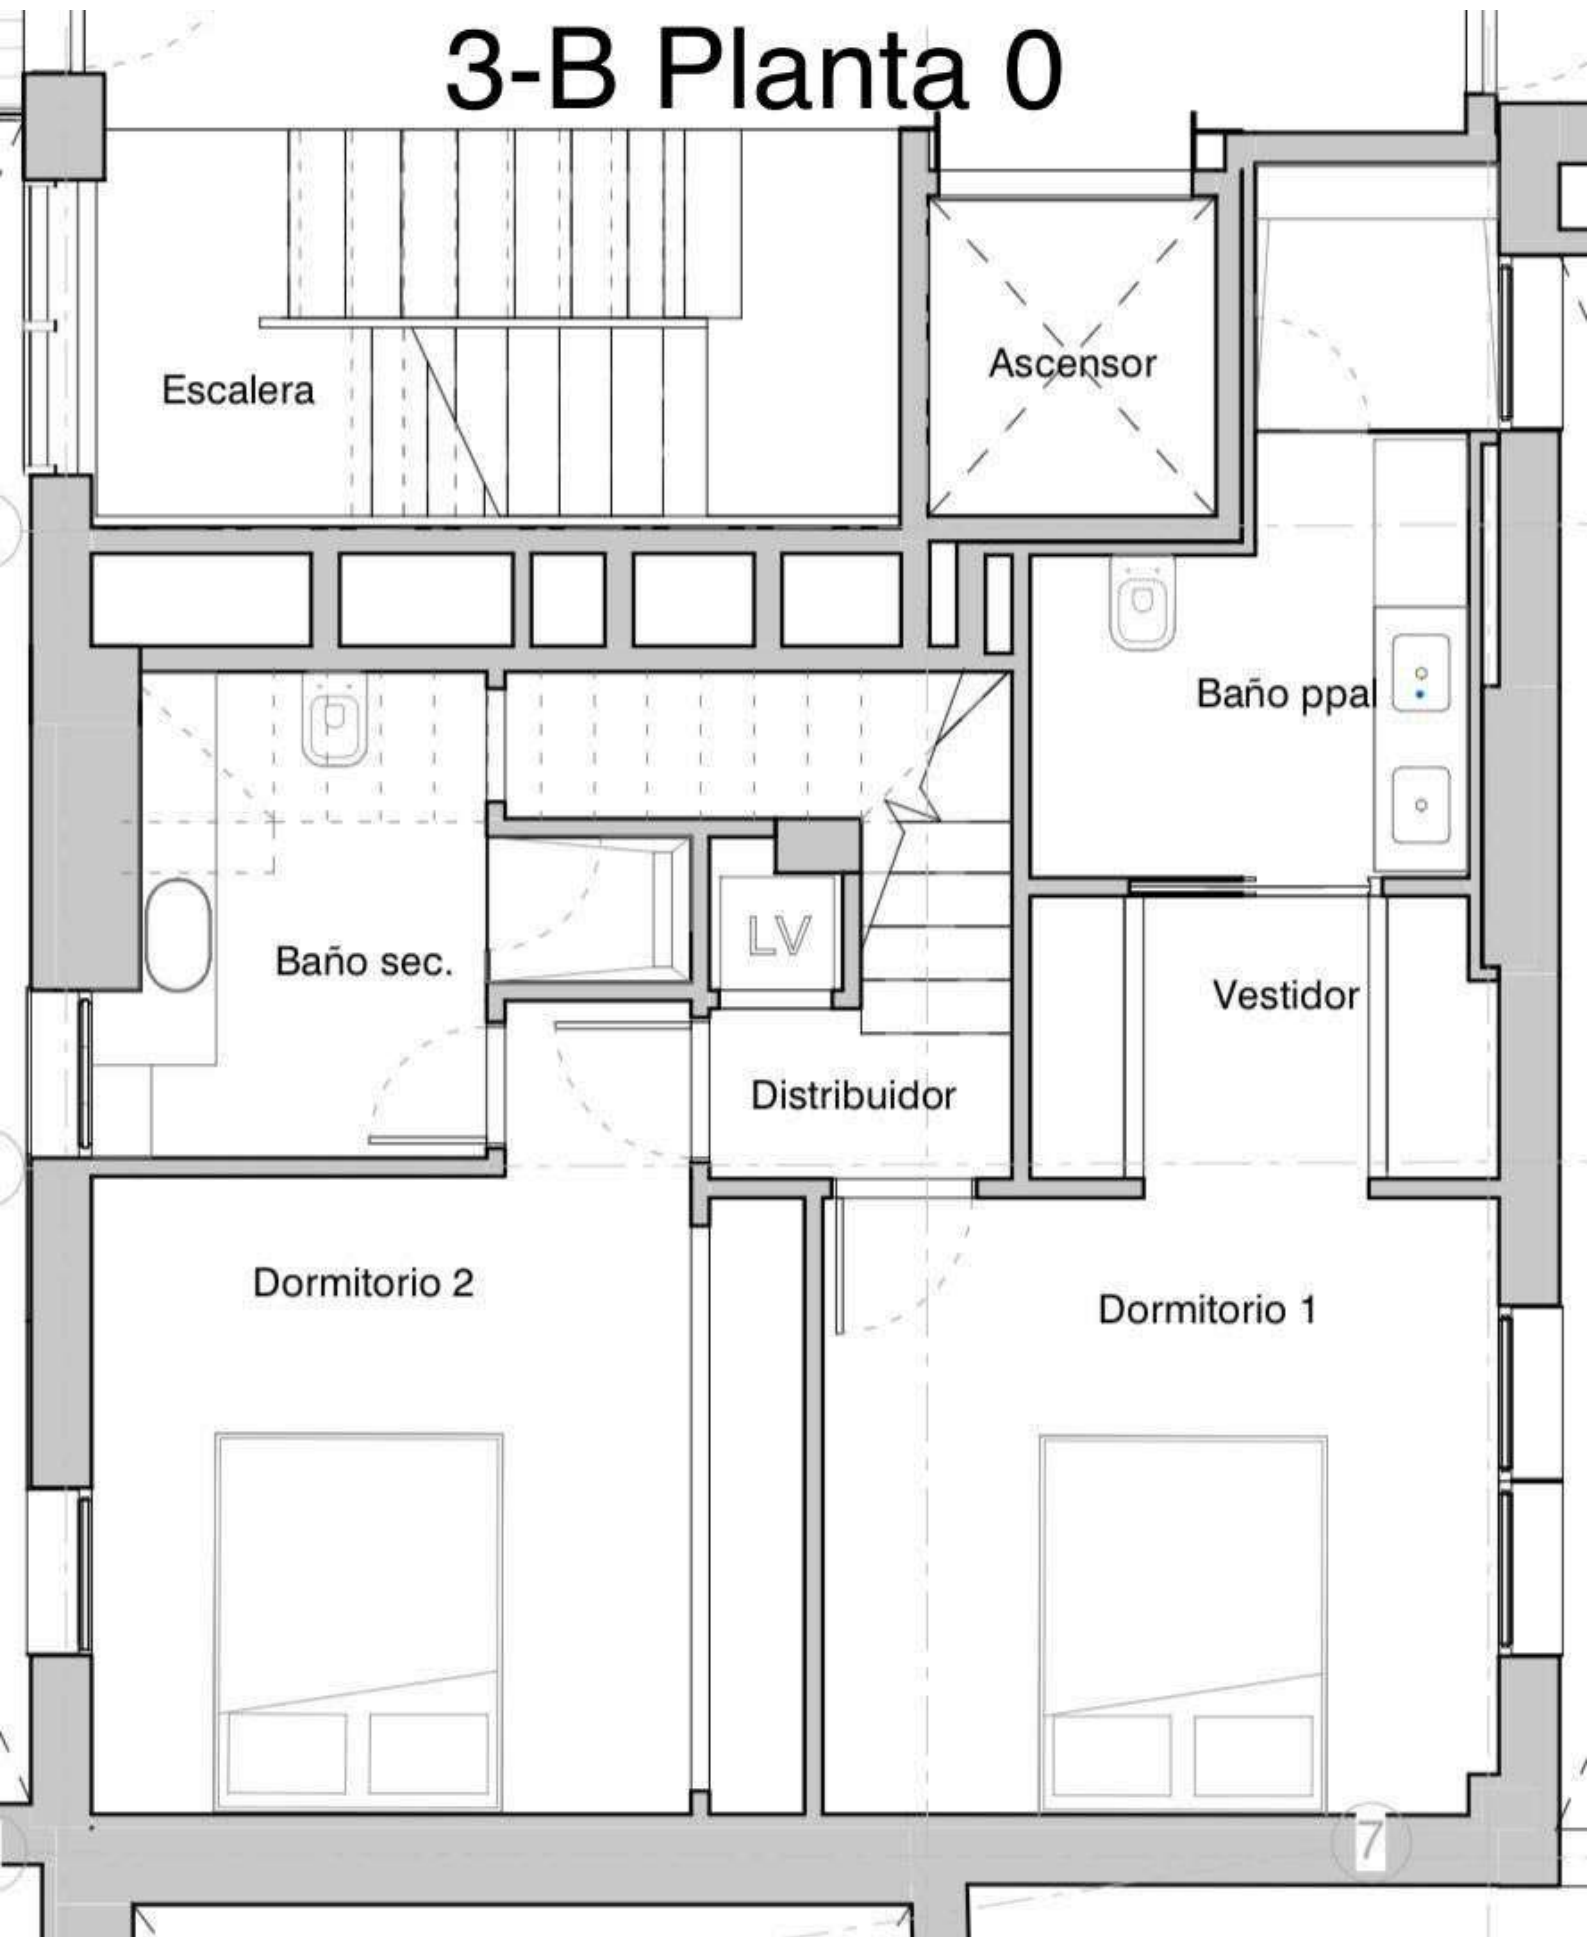 3-B Planta 0
Ascensor
Escalera
Baño ppal
LV
Baño sec.
Vestidor
Distribuidor
Dormitorio 2
Dormitorio 1
7